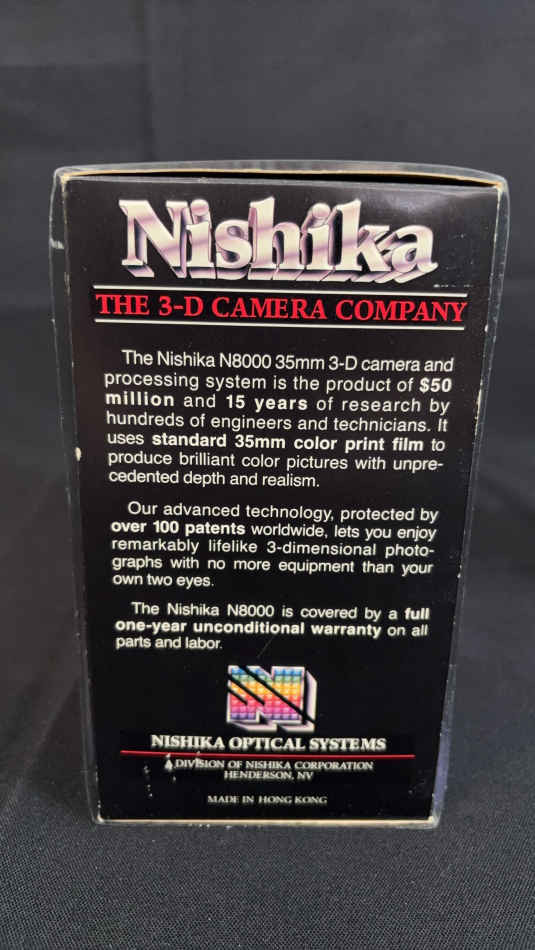 Nishika
THE 3-D CAMERA COMPANY
The Nishika N8000 35mm 3-D camera and
processing system is the product of $50
million and 15 years of research by
hundreds of engineers and technicians. It
uses standard 35mm color print film to
produce brilliant color pictures with unpre-
cedented depth and realism.
Our advanced technology, protected by
over 100 patents worldwide, lets you enjoy
remarkably lifelike 3-dimensional photo-
graphs with no more equipment than your
own two eyes.
The Nishika N8000 is covered by a full
one-year unconditional warranty on all
parts and labor.
N
NISHIKA OPTICAL SYSTEMS
A DIVISION OF NISHIKA CORPORATION
HENDERSON, NV
MADE IN HONG KONG